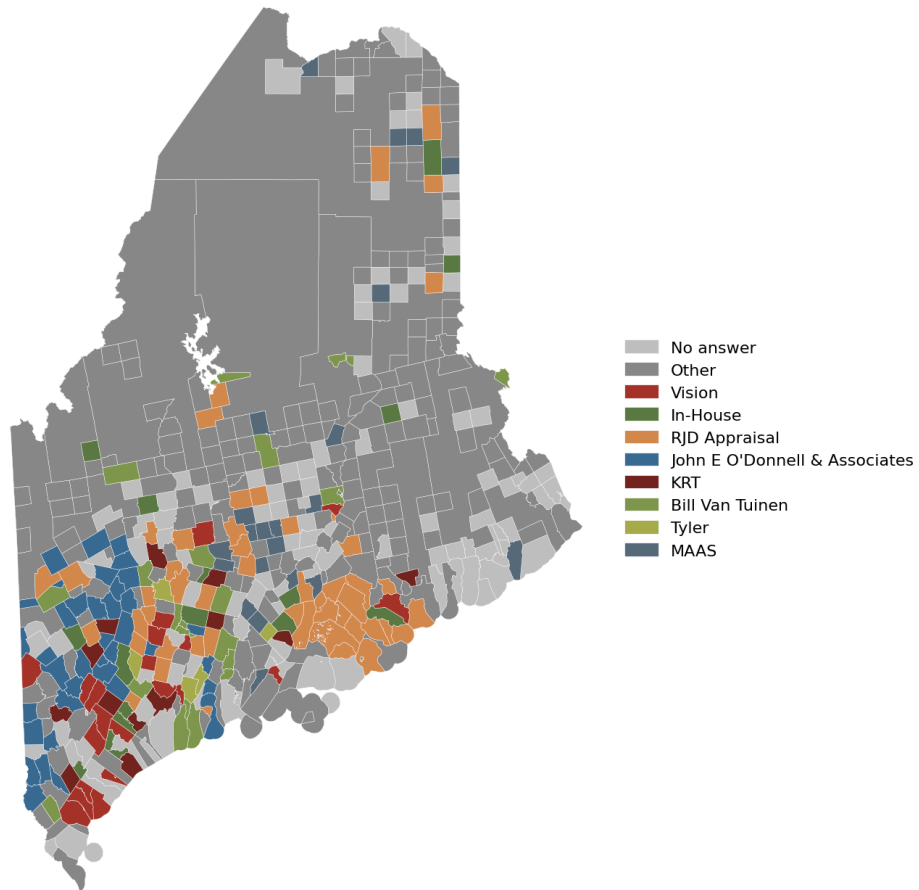 No answer
Other
Vision
In-House
RJD Appraisal
John E O'Donnell & Associates
KRT
Bill Van Tuinen
Tyler
MAAS